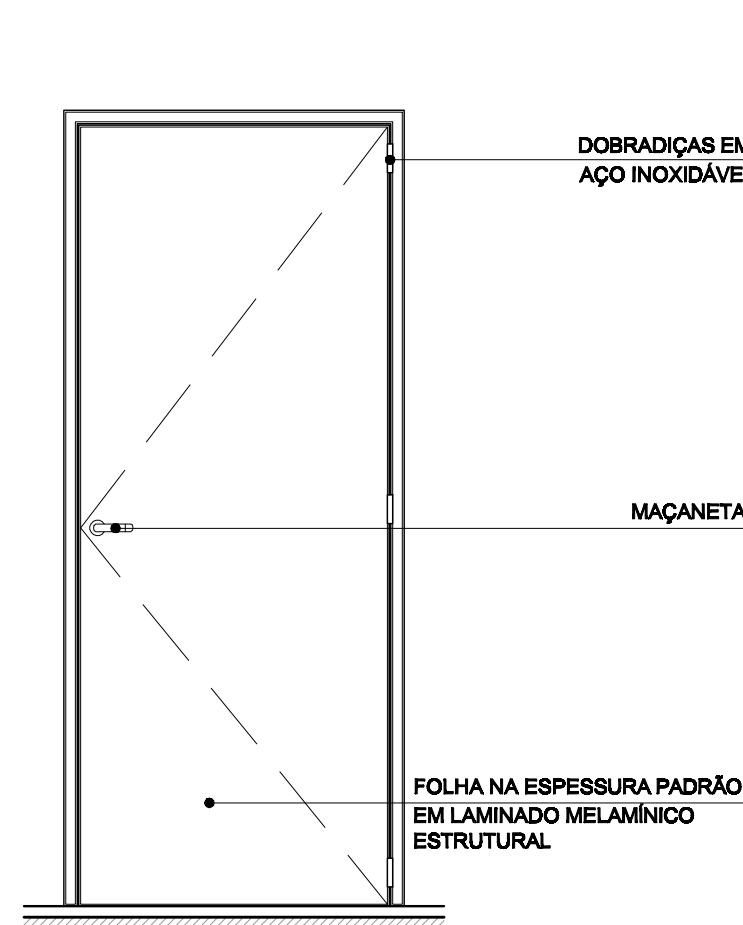 DOBRADIÇAS EM
AÇO INOXIDÁVE
MAÇANETA
FOLHA NA ESPESSURA PADRÃO
EM LAMINADO MELAMÍNICO
ESTRUTURAL